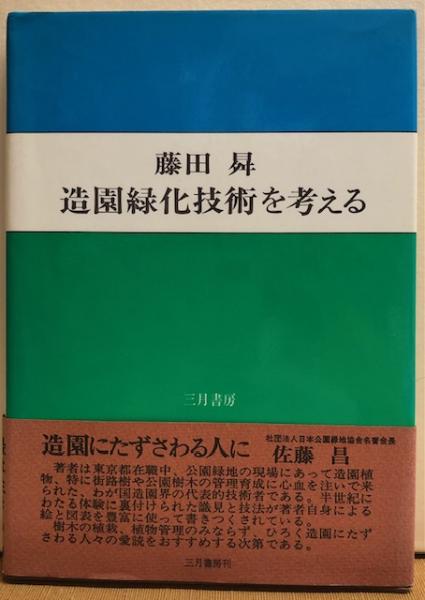 藤田 昇
造園緑化技術を考える
三月書房
造園にたずさわる人に
社団法人日本公園緑地協会名誉会長
佐藤 昌
著者は東京都在職中、公園緑地の現場にあって造園植
物、特に街路樹や公園樹木の管理育成に心血を注いで来
られた、わが国造園界の代表的技術者である。半世紀に
わたる体験に裏付けられた識見と技法が著者自身による
絵と図表を豊富に使って書きつくされている。
樹木の植栽、植物管理のみならず、ひろく造園にたず
さわる人々の愛読をおすすめする次第である。
三月書房刊